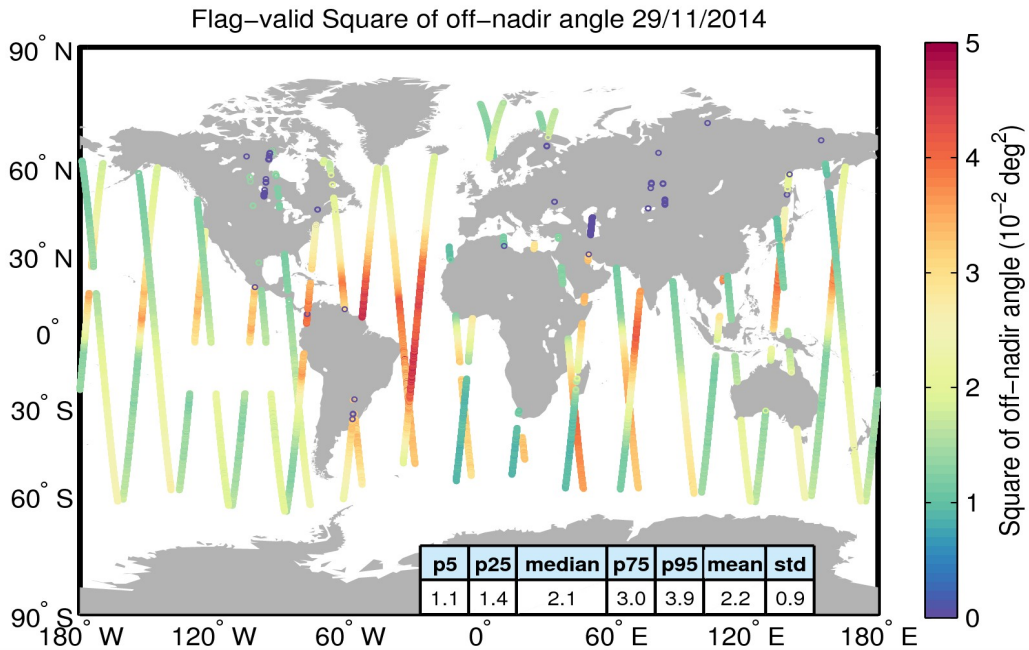 Flag−valid Square of off−nadir angle 29/11/2014
90° N
60° N
30° N
0°
30° S
60° S
90° S
180° W
120° W
60° W
0°
60° E
120° E
180° E
p5 p25 median p75 p95 mean std
1.1 1.4 2.1 3.0 3.9 2.2 0.9
5
4
3
2
1
0
Square of off−nadir angle (10⁻² deg²)